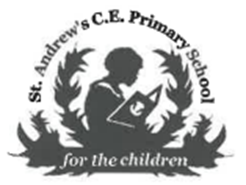 St. Andrew's C.E. Primary School
for the children